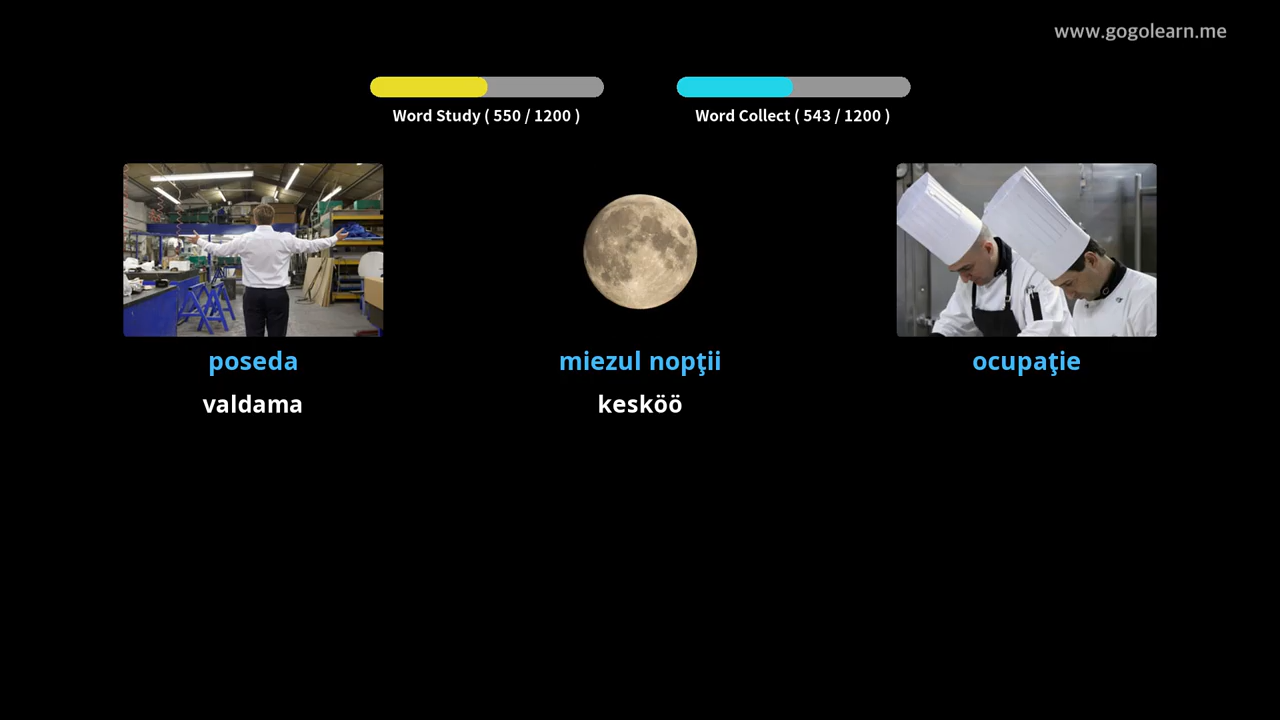 www.gogolearn.me
Word Study ( 550 / 1200 )
Word Collect ( 543 / 1200 )
poseda
miezul nopţii
ocupaţie
valdama
kesköö